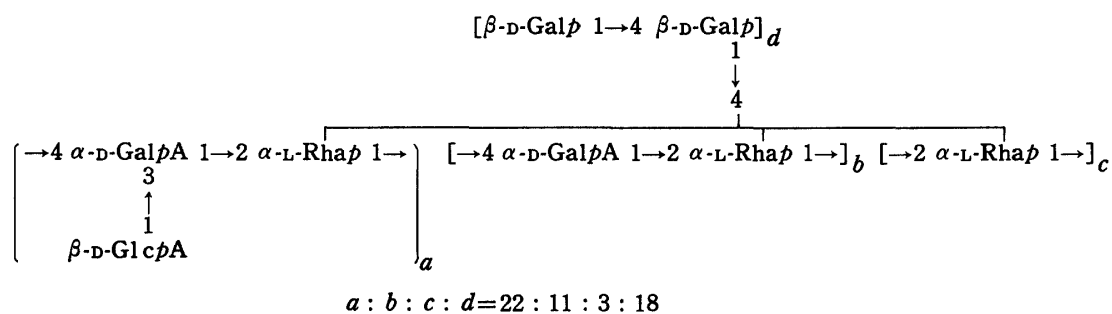 [β-D-Galp 1→4 β-D-Galp]d
1
↓
4
[→4 α-D-GalpA 1→2 α-L-Rhap 1→]a [→4 α-D-GalpA 1→2 α-L-Rhap 1→]b [→2 α-L-Rhap 1→]c
3
↑
1
β-D-GlcpA
a : b : c : d=22 : 11 : 3 : 18